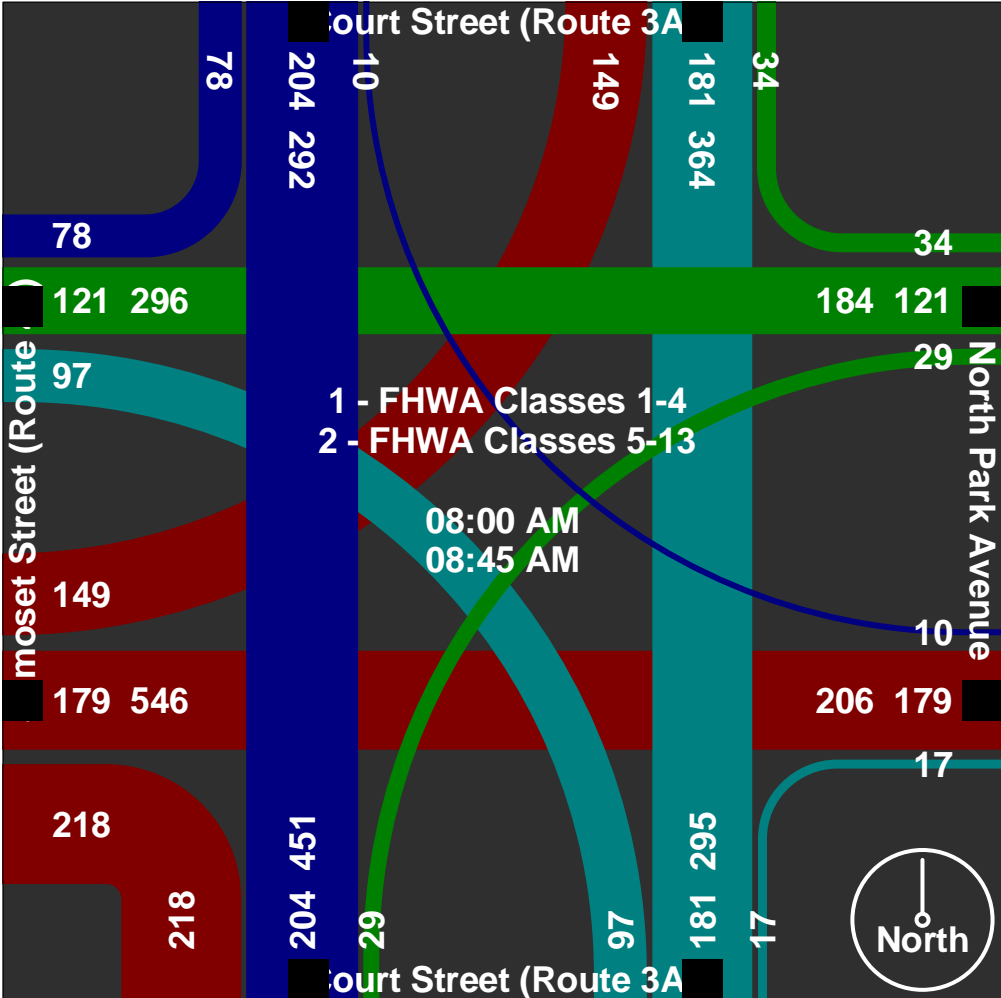 Court Street (Route 3A
78
204 292
10
149
181 364
34
78
34
121 296
184 121
97
29
moset Street (Route
North Park Avenue
1 - FHWA Classes 1-4
2 - FHWA Classes 5-13
08:00 AM
08:45 AM
149
10
179 546
206 179
17
218
218
204 451
29
97
181 295
17
North
Court Street (Route 3A